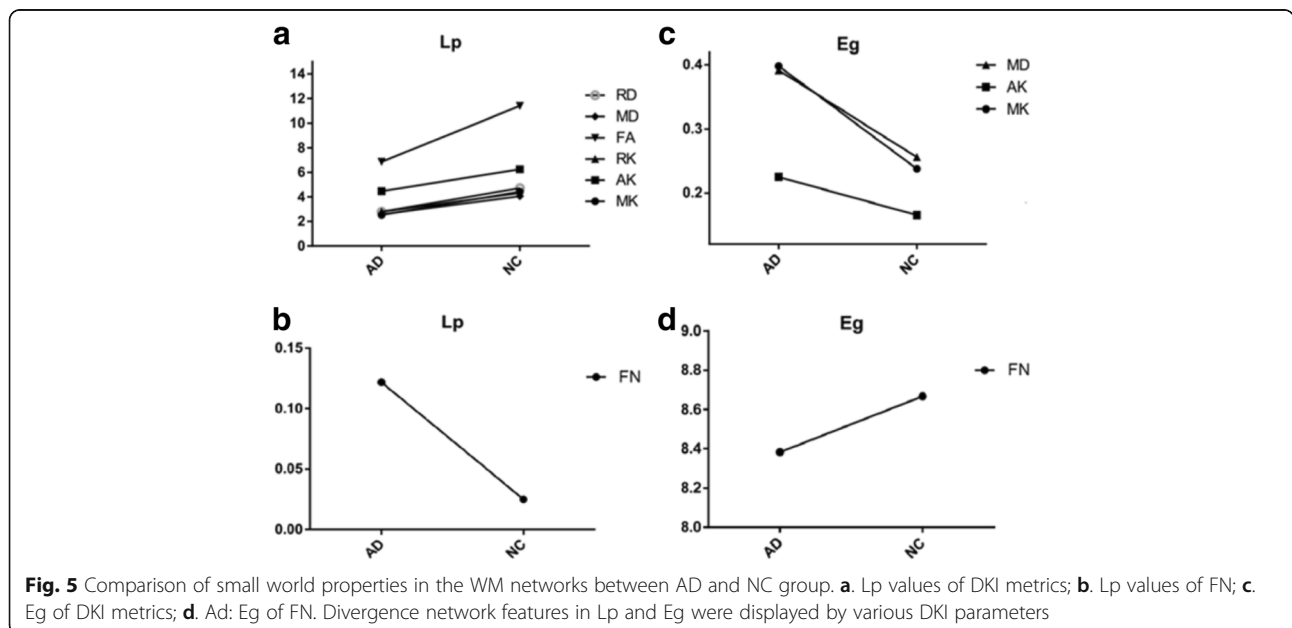 a
Lp
14
12
10
8
6
4
2
0
AD
NC
RD
MD
FA
RK
AK
MK
c
Eg
0.4
0.3
0.2
AD
NC
MD
AK
MK
b
Lp
0.15
0.10
0.05
0.00
AD
NC
FN
d
Eg
9.0
8.8
8.6
8.4
8.2
8.0
AD
NC
FN
Fig. 5 Comparison of small world properties in the WM networks between AD and NC group. a. Lp values of DKI metrics; b. Lp values of FN; c.
Eg of DKI metrics; d. Ad: Eg of FN. Divergence network features in Lp and Eg were displayed by various DKI parameters